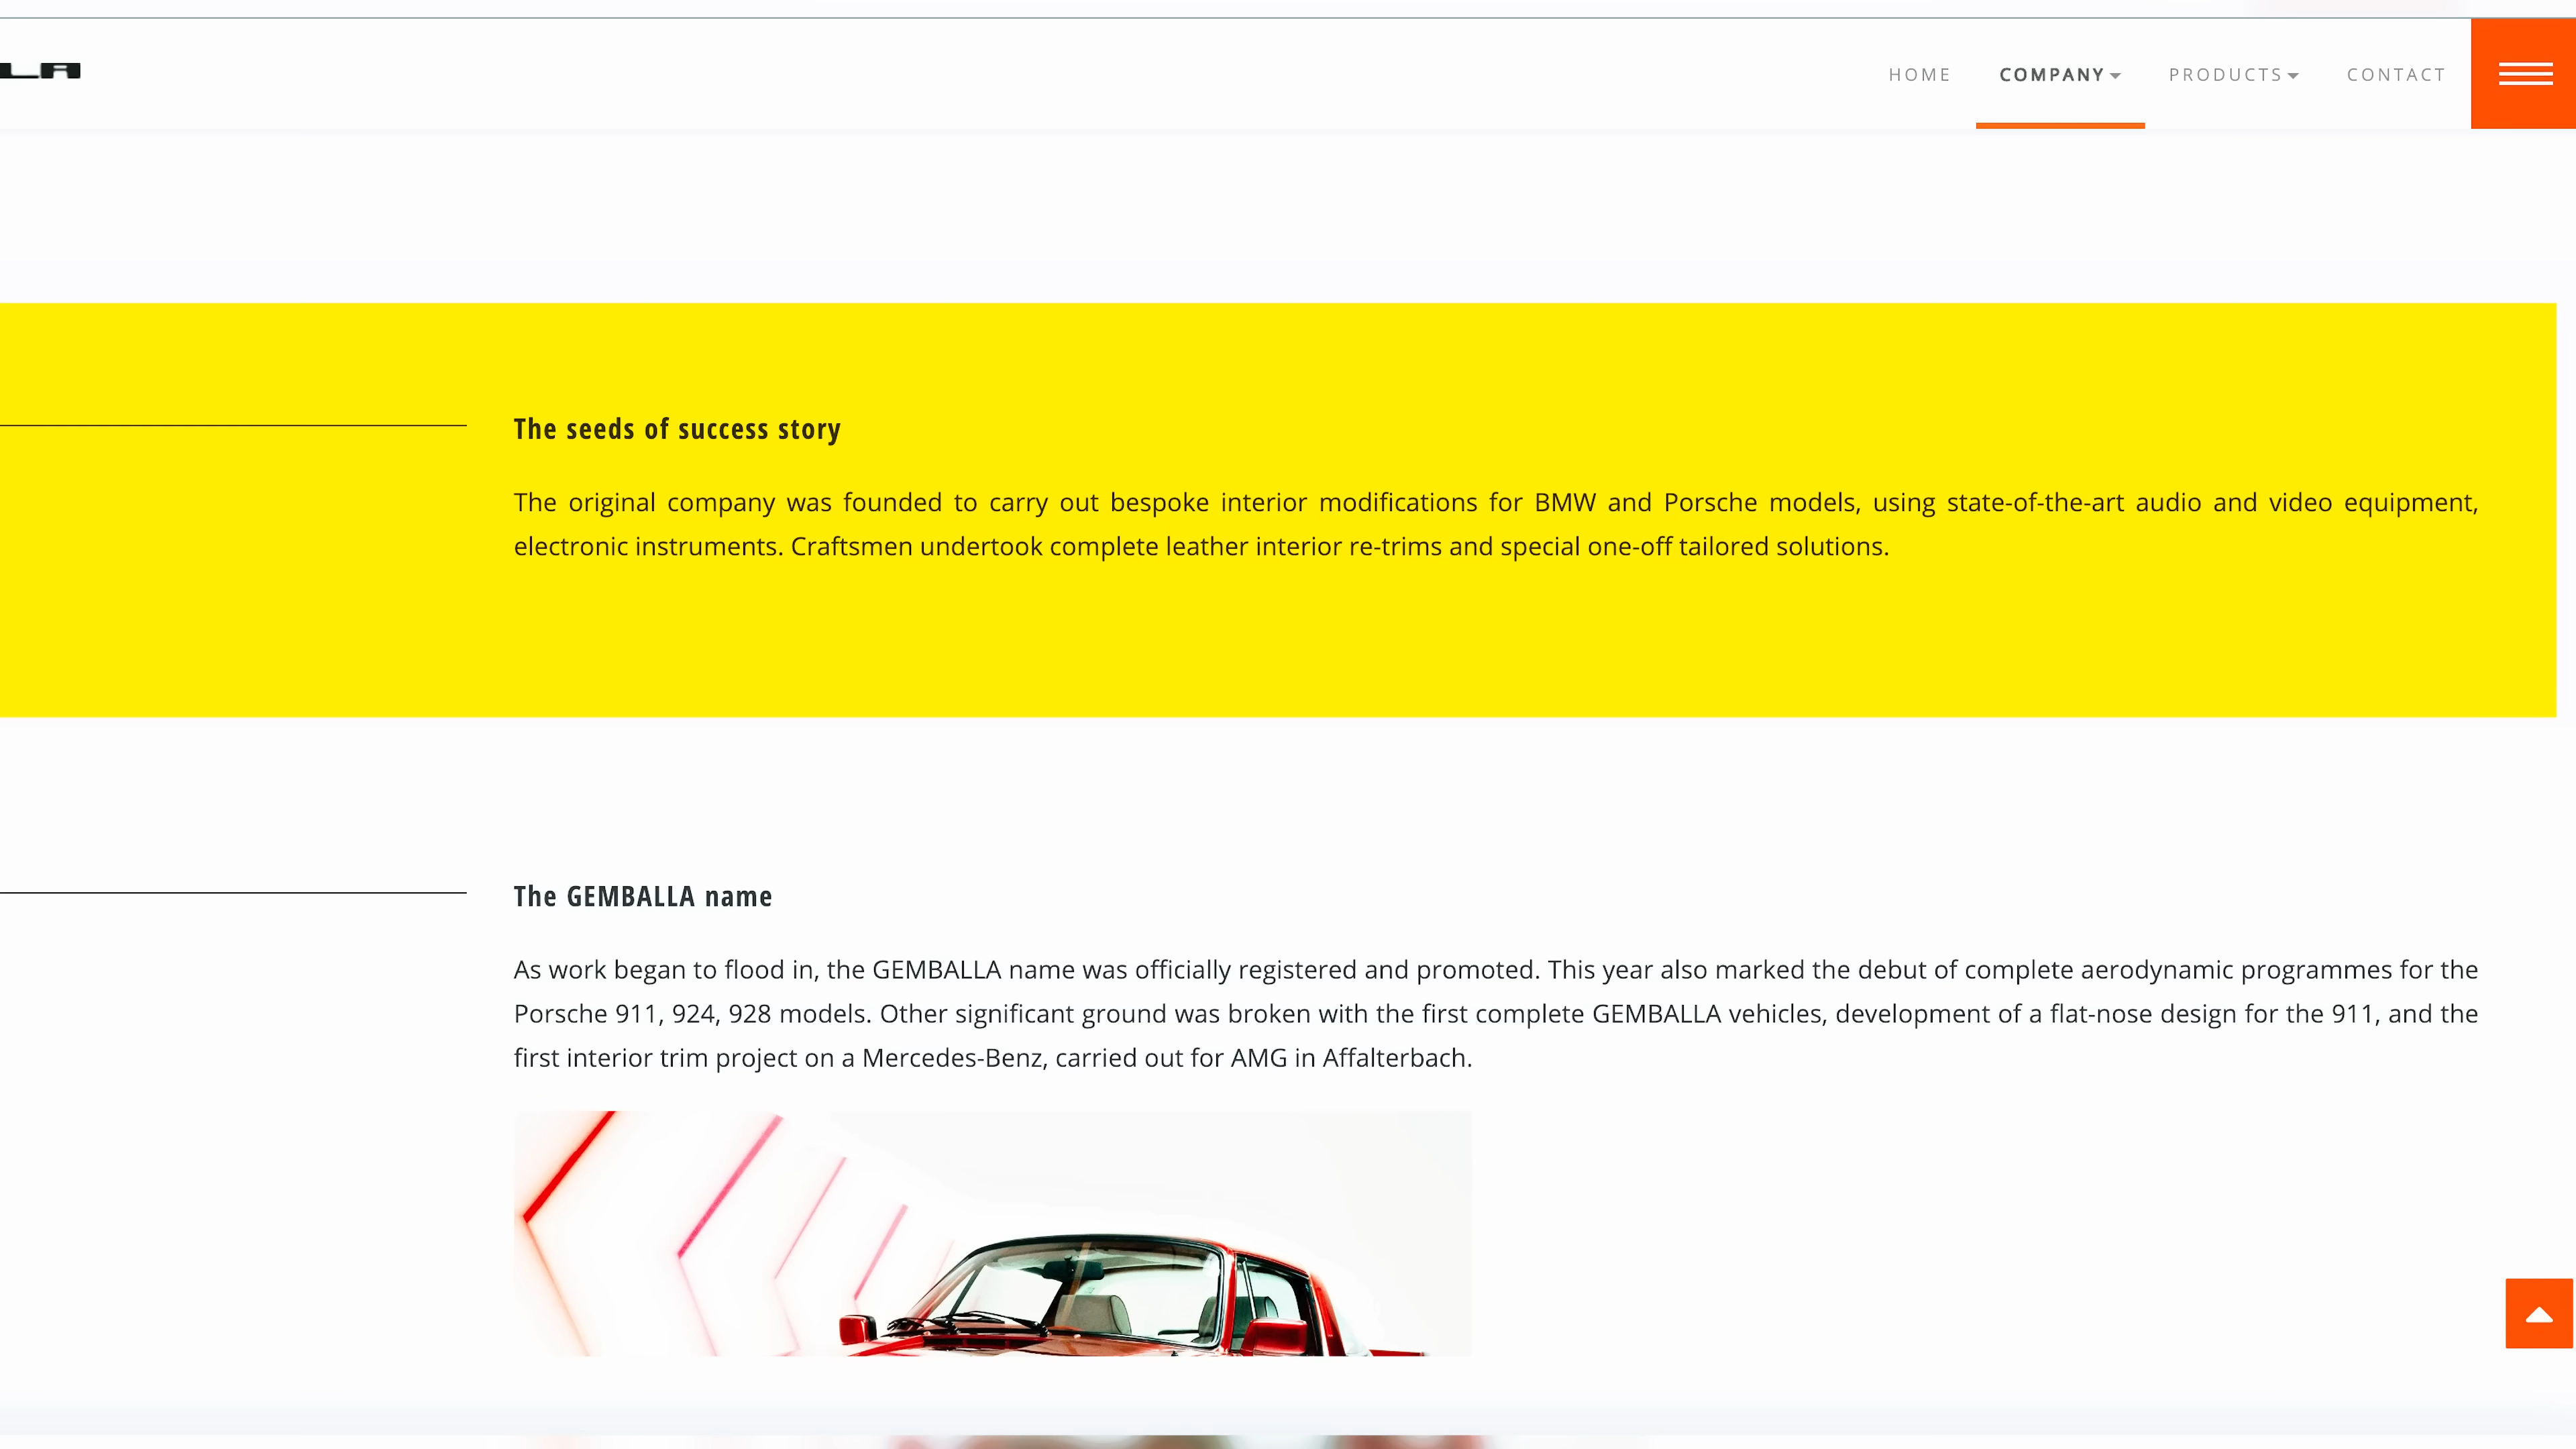 LA
HOME COMPANY PRODUCTS CONTACT
The seeds of success story
The original company was founded to carry out bespoke interior modifications for BMW and Porsche models, using state-of-the-art audio and video equipment,
electronic instruments. Craftsmen undertook complete leather interior re-trims and special one-off tailored solutions.
The GEMBALLA name
As work began to flood in, the GEMBALLA name was officially registered and promoted. This year also marked the debut of complete aerodynamic programmes for the
Porsche 911, 924, 928 models. Other significant ground was broken with the first complete GEMBALLA vehicles, development of a flat-nose design for the 911, and the
first interior trim project on a Mercedes-Benz, carried out for AMG in Affalterbach.